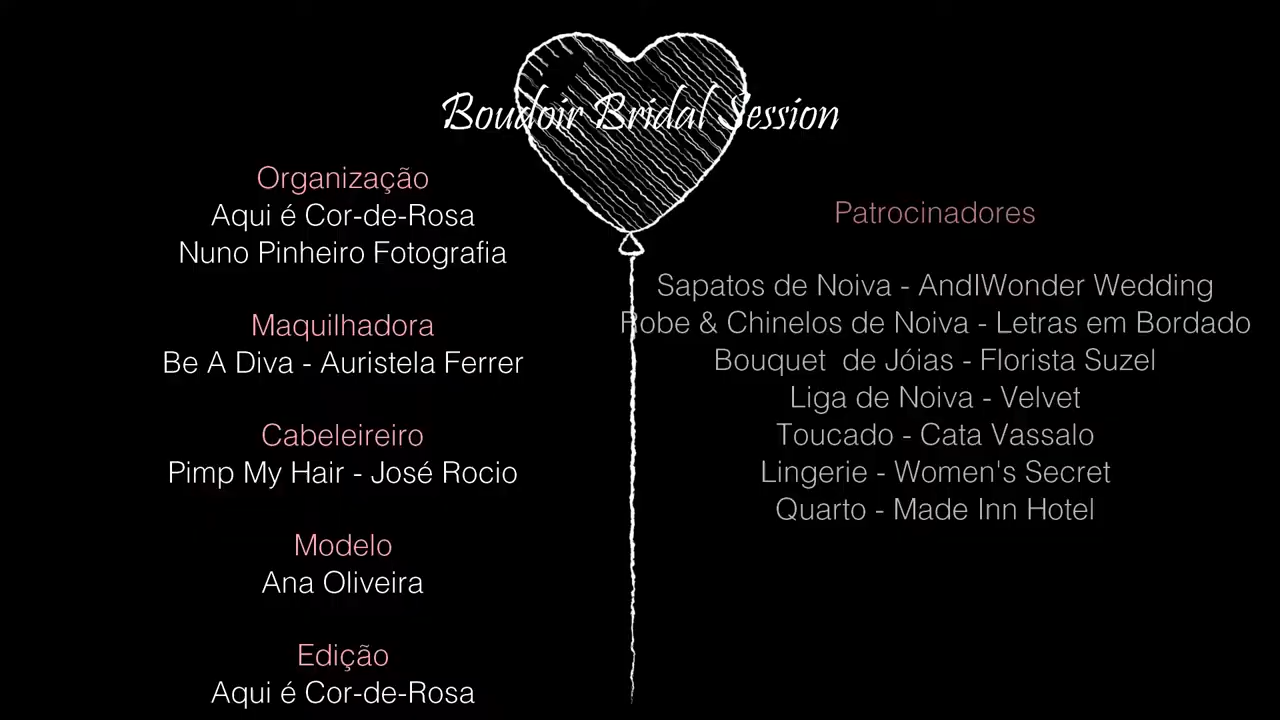 Boudoir Bridal Session
Organização
Aqui é Cor-de-Rosa
Nuno Pinheiro Fotografia
Maquilhadora
Be A Diva - Auristela Ferrer
Cabeleireiro
Pimp My Hair - José Rocio
Modelo
Ana Oliveira
Edição
Aqui é Cor-de-Rosa
Patrocinadores
Sapatos de Noiva - AndIWonder Wedding
Robe & Chinelos de Noiva - Letras em Bordado
Bouquet  de Jóias - Florista Suzel
Liga de Noiva - Velvet
Toucado - Cata Vassalo
Lingerie - Women's Secret
Quarto - Made Inn Hotel